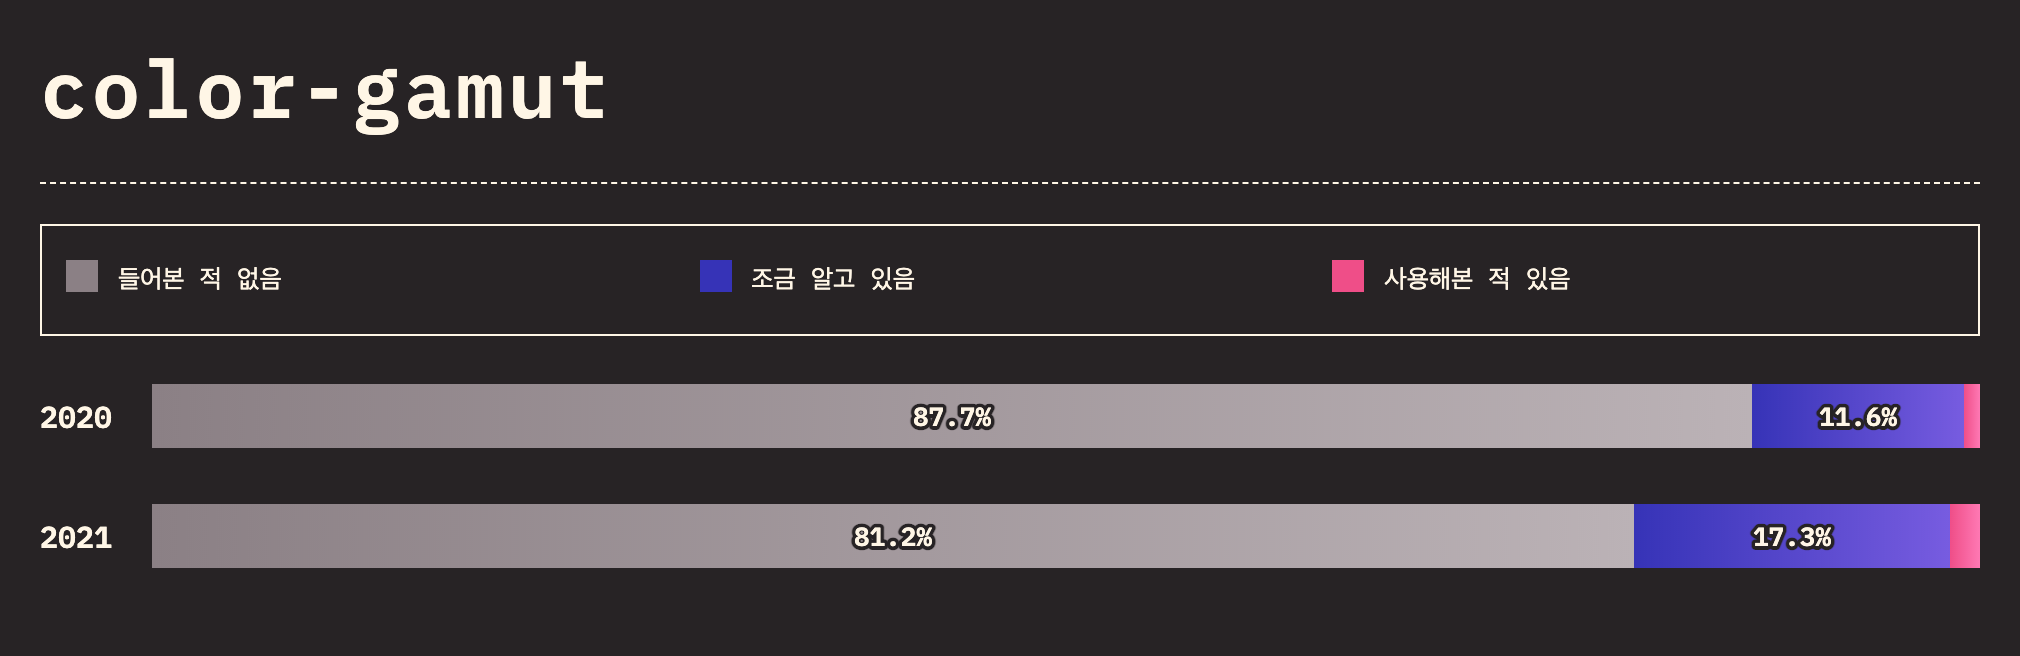 color-gamut
들어본 적 없음 조금 알고 있음 사용해본 적 있음
2020 87.7% 11.6%
2021 81.2% 17.3%